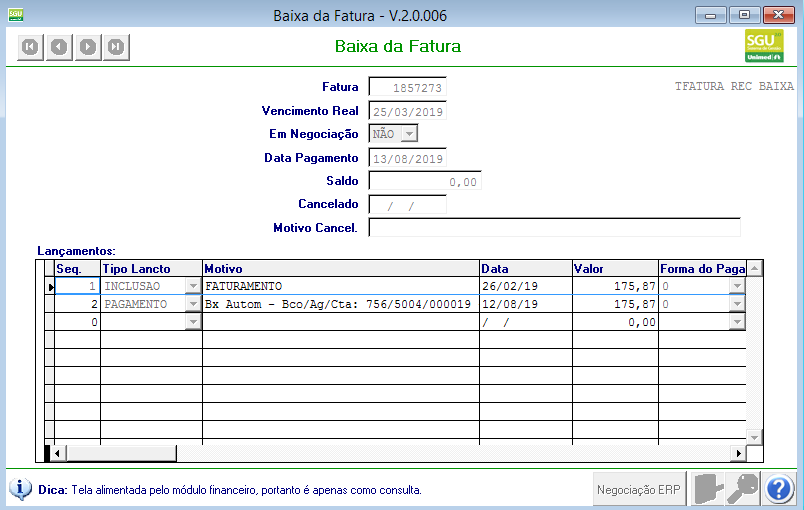 Baixa da Fatura - V.2.0.006
Baixa da Fatura
SGU
Unimed
Fatura 1857273 TFATURA REC BAIXA
Vencimento Real 25/03/2019
Em Negociação NÃO
Data Pagamento 13/08/2019
Saldo 0,00
Cancelado / /
Motivo Cancel.
Lançamentos:
Seq. Tipo Lancto Motivo Data Valor Forma do Paga
1 INCLUSAO FATURAMENTO 26/02/19 175,87 0
2 PAGAMENTO Bx Autom - Bco/Ag/Cta: 756/5004/000019 12/08/19 175,87 0
0 / / 0,00
Dica: Tela alimentada pelo módulo financeiro, portanto é apenas como consulta.
Negociação ERP